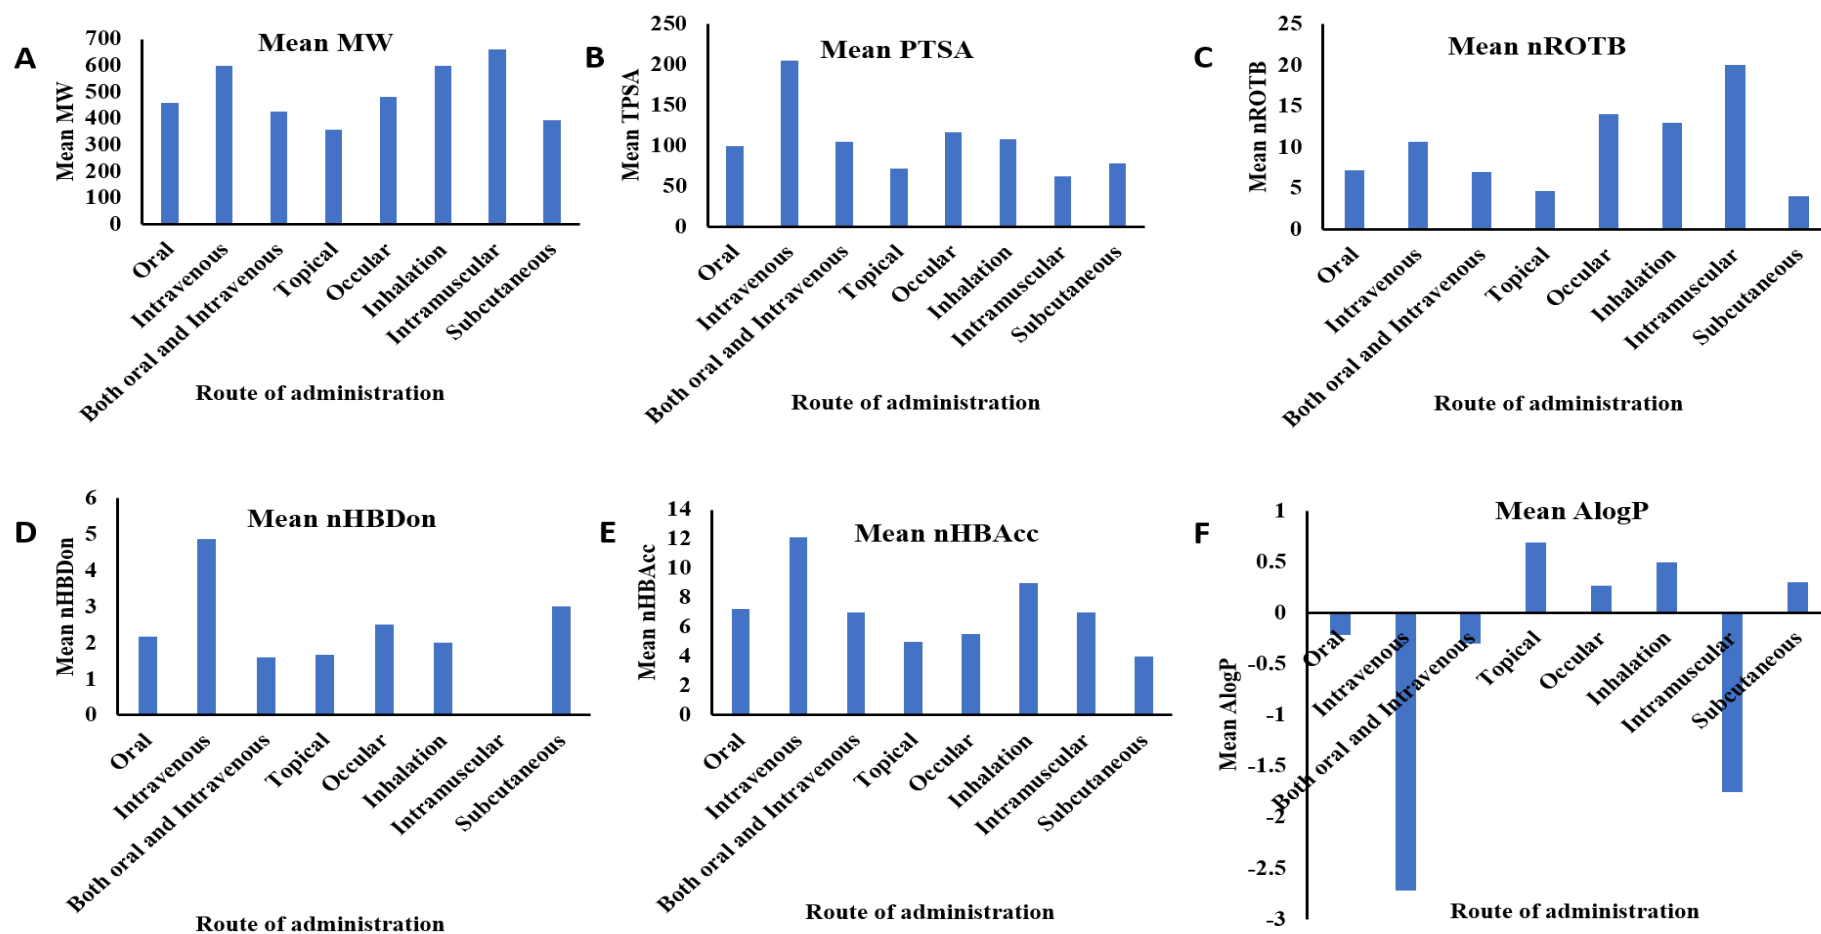 A
Mean MW
Mean MW
700
600
500
400
300
200
100
0
Oral
Intravenous
Both oral and Intravenous
Topical
Occular
Inhalation
Intramuscular
Subcutaneous
Route of administration
B
Mean PTSA
Mean TPSA
250
200
150
100
50
0
Oral
Intravenous
Both oral and Intravenous
Topical
Occular
Inhalation
Intramuscular
Subcutaneous
Route of administration
C
Mean nROTB
Mean nROTB
25
20
15
10
5
0
Oral
Intravenous
Both oral and Intravenous
Topical
Occular
Inhalation
Intramuscular
Subcutaneous
Route of administration
D
Mean nHBDon
Mean nHBDon
6
5
4
3
2
1
0
Oral
Intravenous
Both oral and Intravenous
Topical
Occular
Inhalation
Intramuscular
Subcutaneous
Route of administration
E
Mean nHBAcc
Mean nHBAcc
14
12
10
8
6
4
2
0
Oral
Intravenous
Both oral and Intravenous
Topical
Occular
Inhalation
Intramuscular
Subcutaneous
Route of administration
F
Mean AlogP
Mean AlogP
1
0.5
0
-0.5
-1
-1.5
-2
-2.5
-3
Oral
Intravenous
Both oral and Intravenous
Topical
Occular
Inhalation
Intramuscular
Subcutaneous
Route of administration